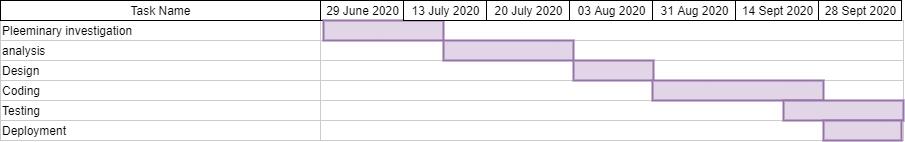 Task Name 29 June 2020 13 July 2020 20 July 2020 03 Aug 2020 31 Aug 2020 14 Sept 2020 28 Sept 2020
Pleeminary investigation
analysis
Design
Coding
Testing
Deployment